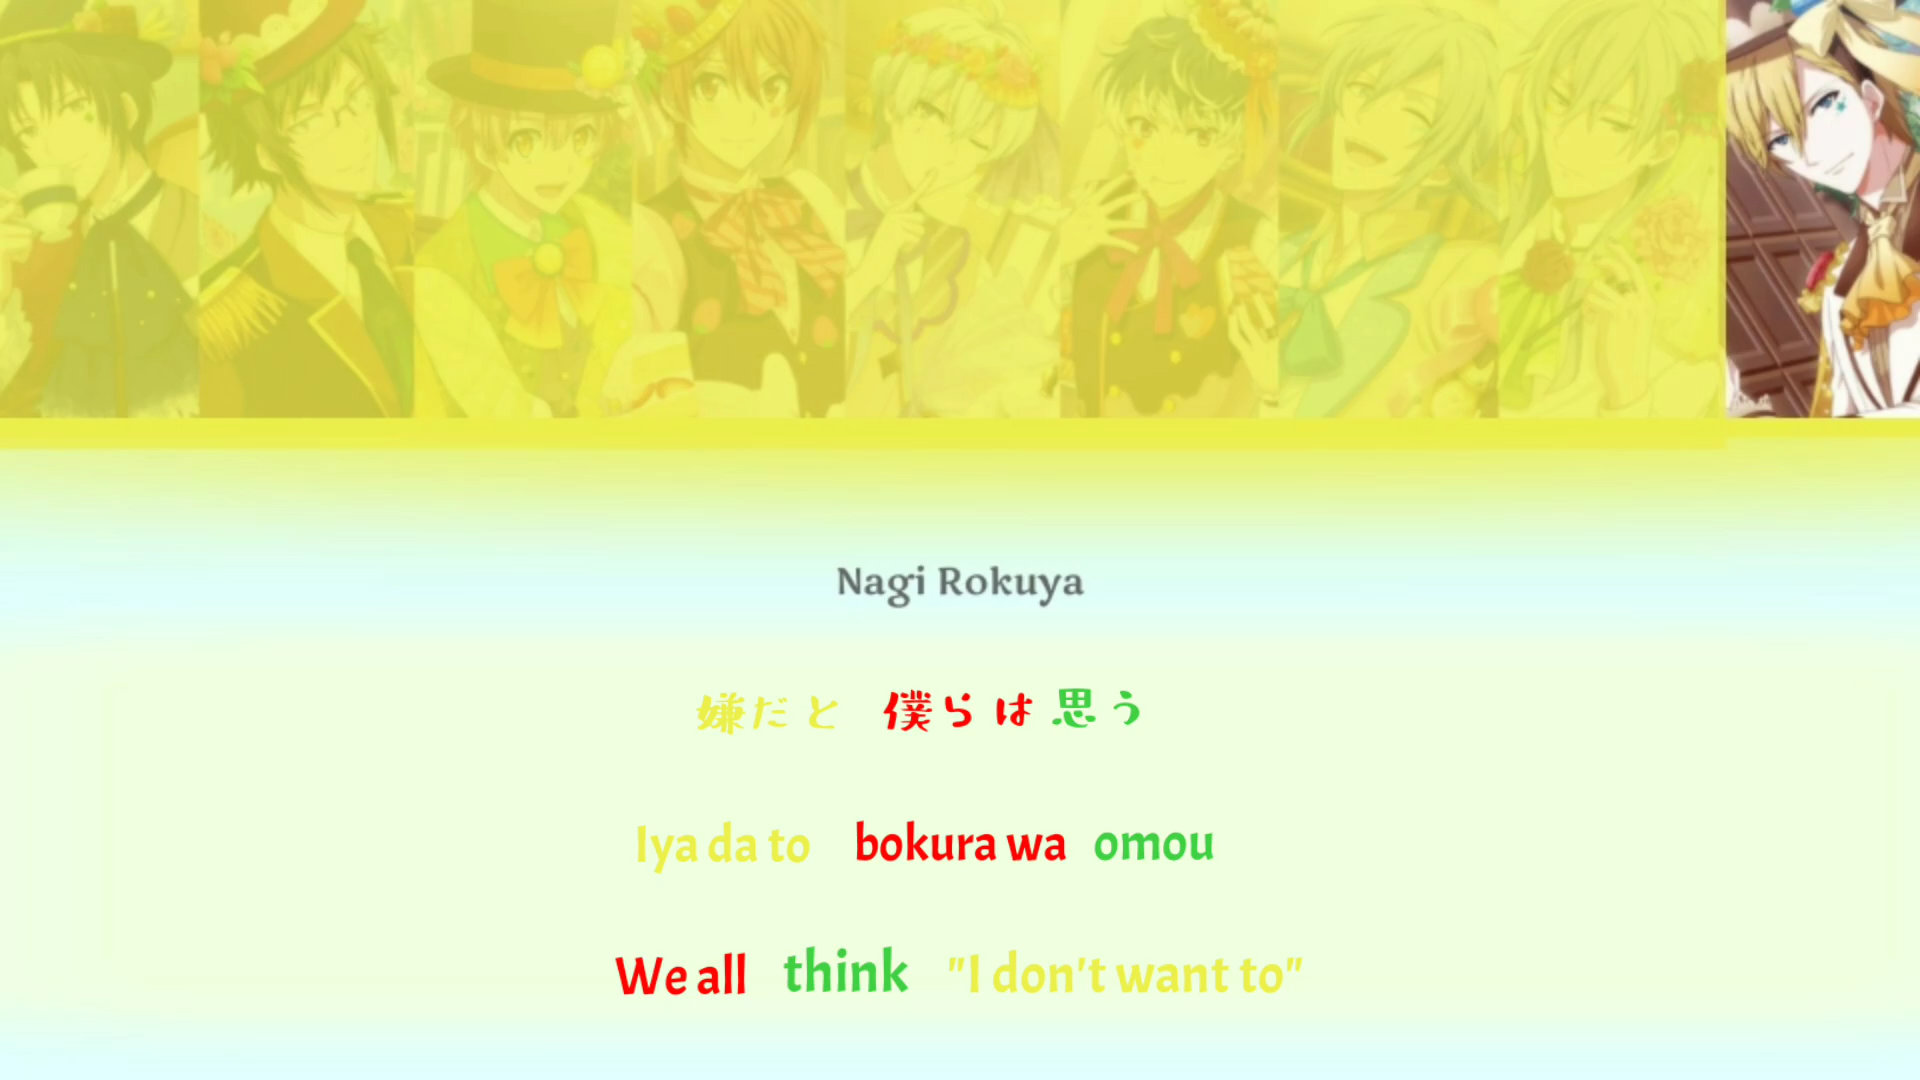 Nagi Rokuya
嫌だと 僕らは 思う
Iya da to bokura wa omou
We all think "I don't want to"